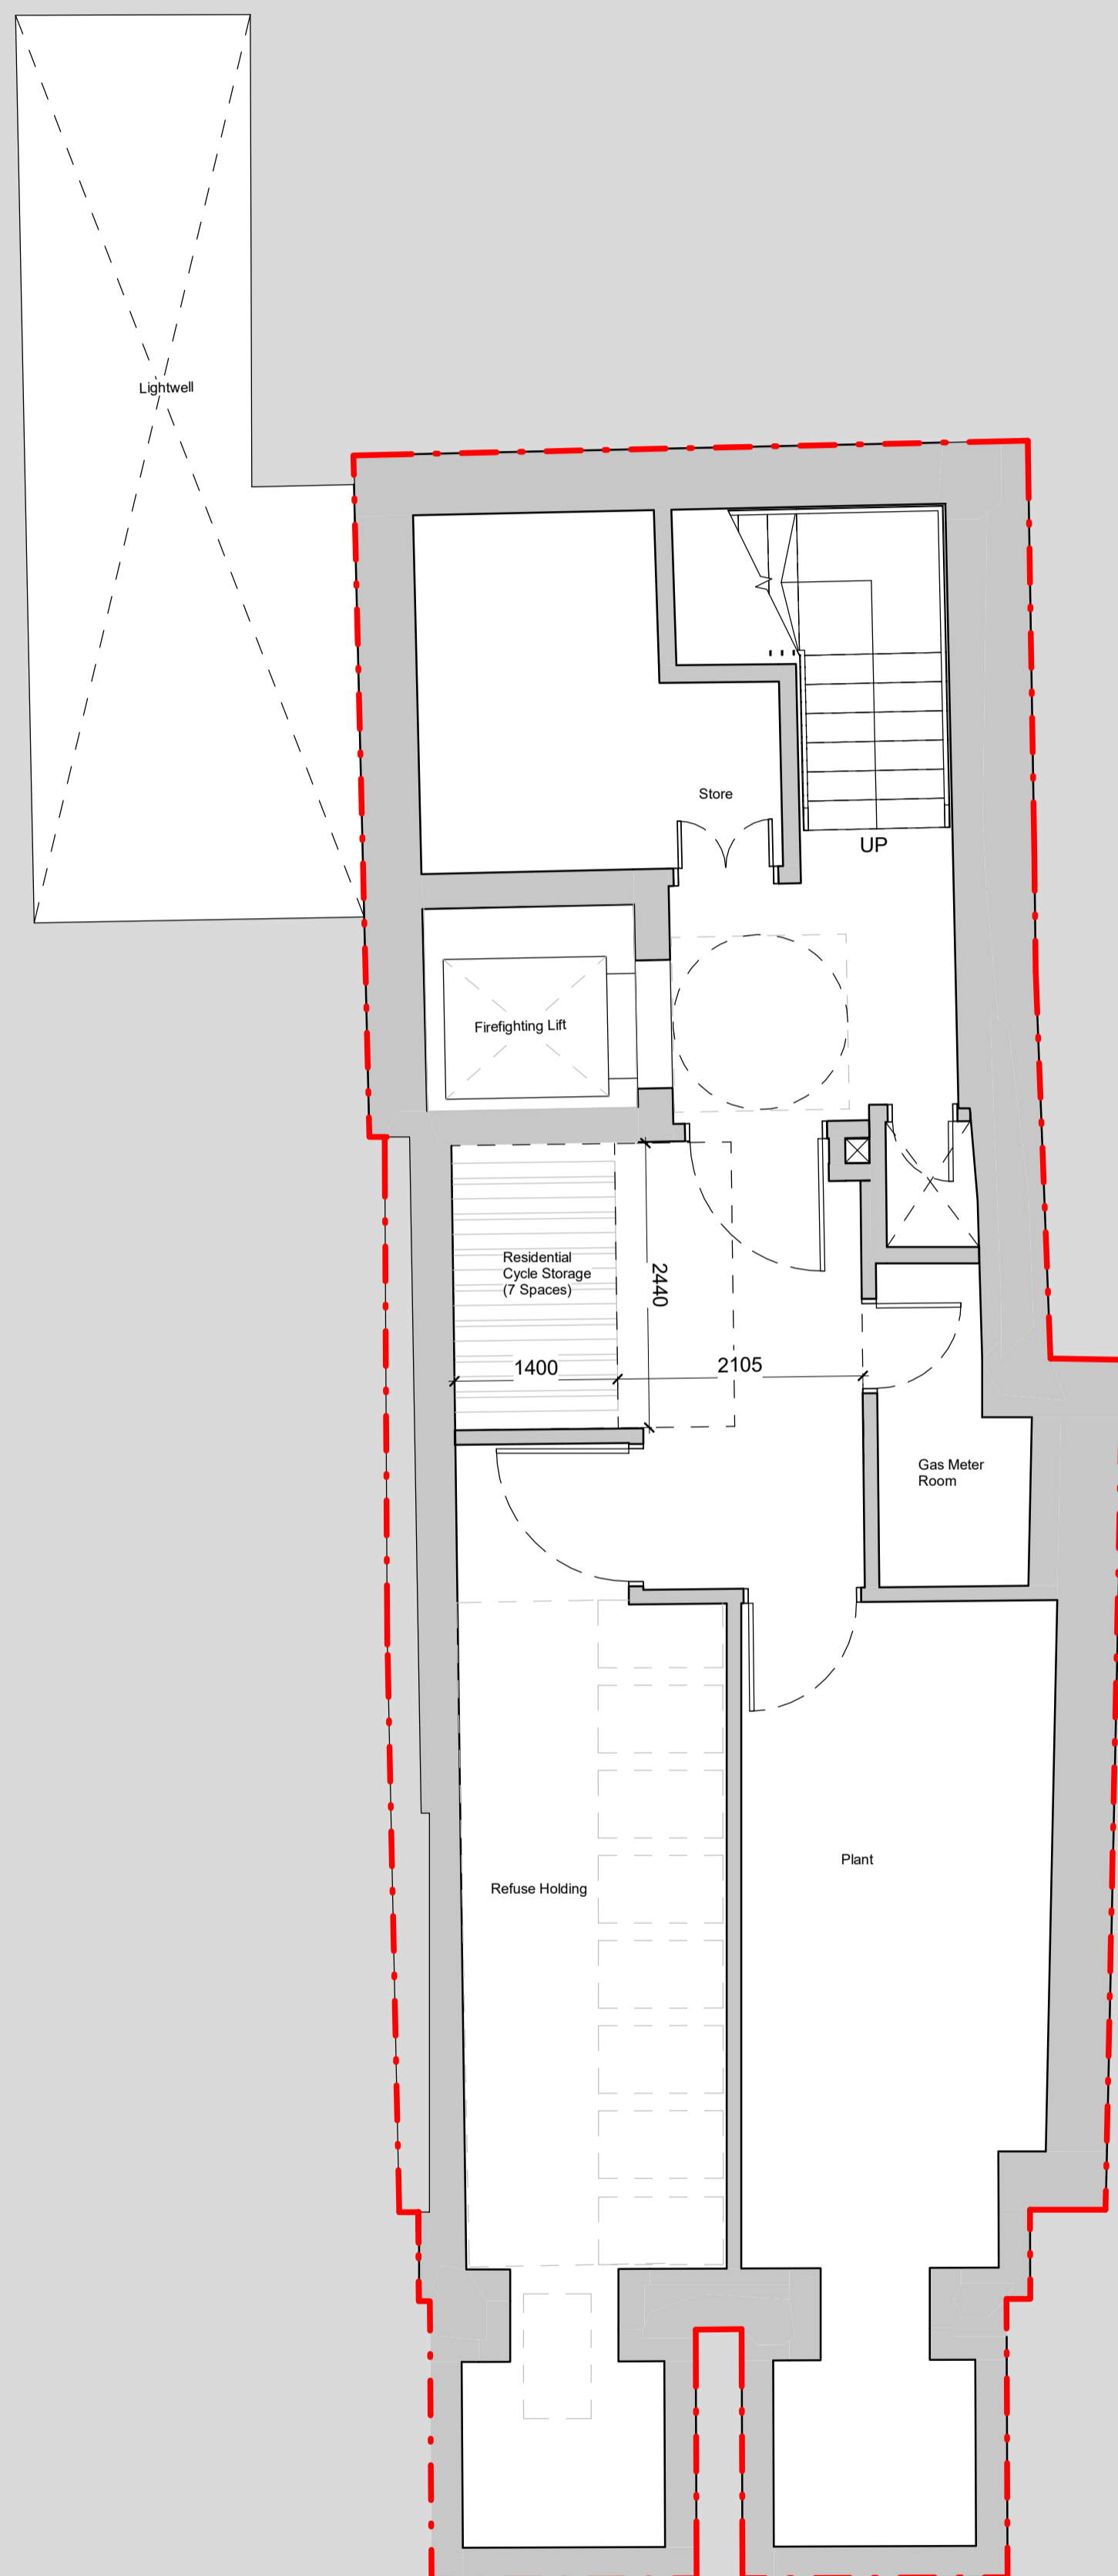 Lightwell
Store
UP
Firefighting Lift
Residential
Cycle Storage
(7 Spaces)
2440
1400
2105
Gas Meter
Room
Plant
Refuse Holding